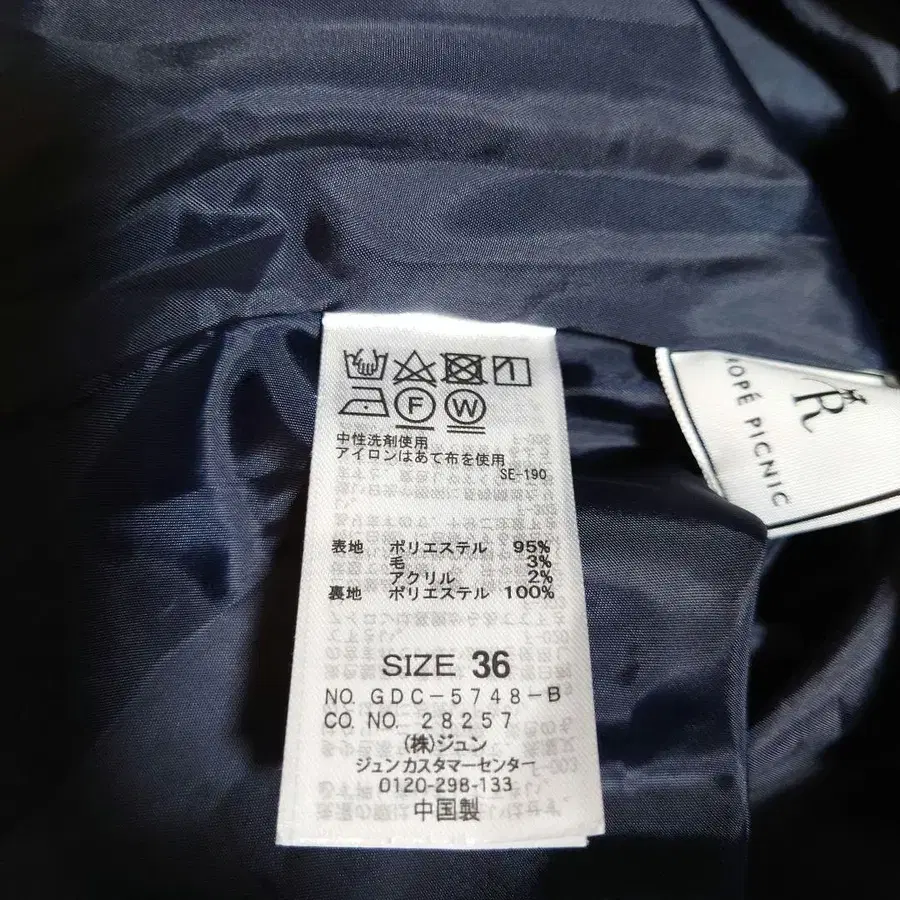 F
W
中性洗剤使用
アイロンはあて布を使用
SE-190
表地 ポリエステル 95%
毛 3%
アクリル 2%
裏地 ポリエステル 100%
SIZE 36
NO. GDC-5748-B
CO. NO. 28257
(株)ジュン
ジュンカスタマーセンター
0120-298-133
中国製
R
OPÉ PICNIC